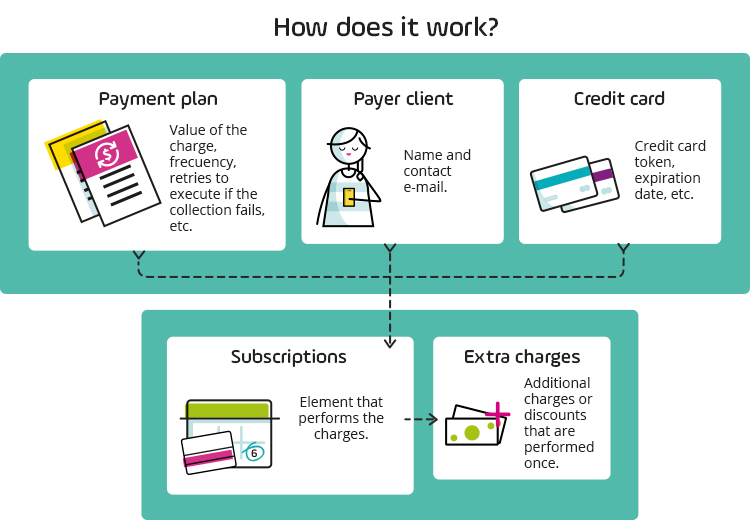 How does it work?
Payment plan
Value of the
charge,
frecuency,
retries to
execute if the
collection fails,
etc.
$
Payer client
Name and
contact
e-mail.
Credit card
Credit card
token,
expiration
date, etc.
Subscriptions
Element that
performs the
charges.
6
Extra charges
Additional
charges or
discounts
that are
performed
once.